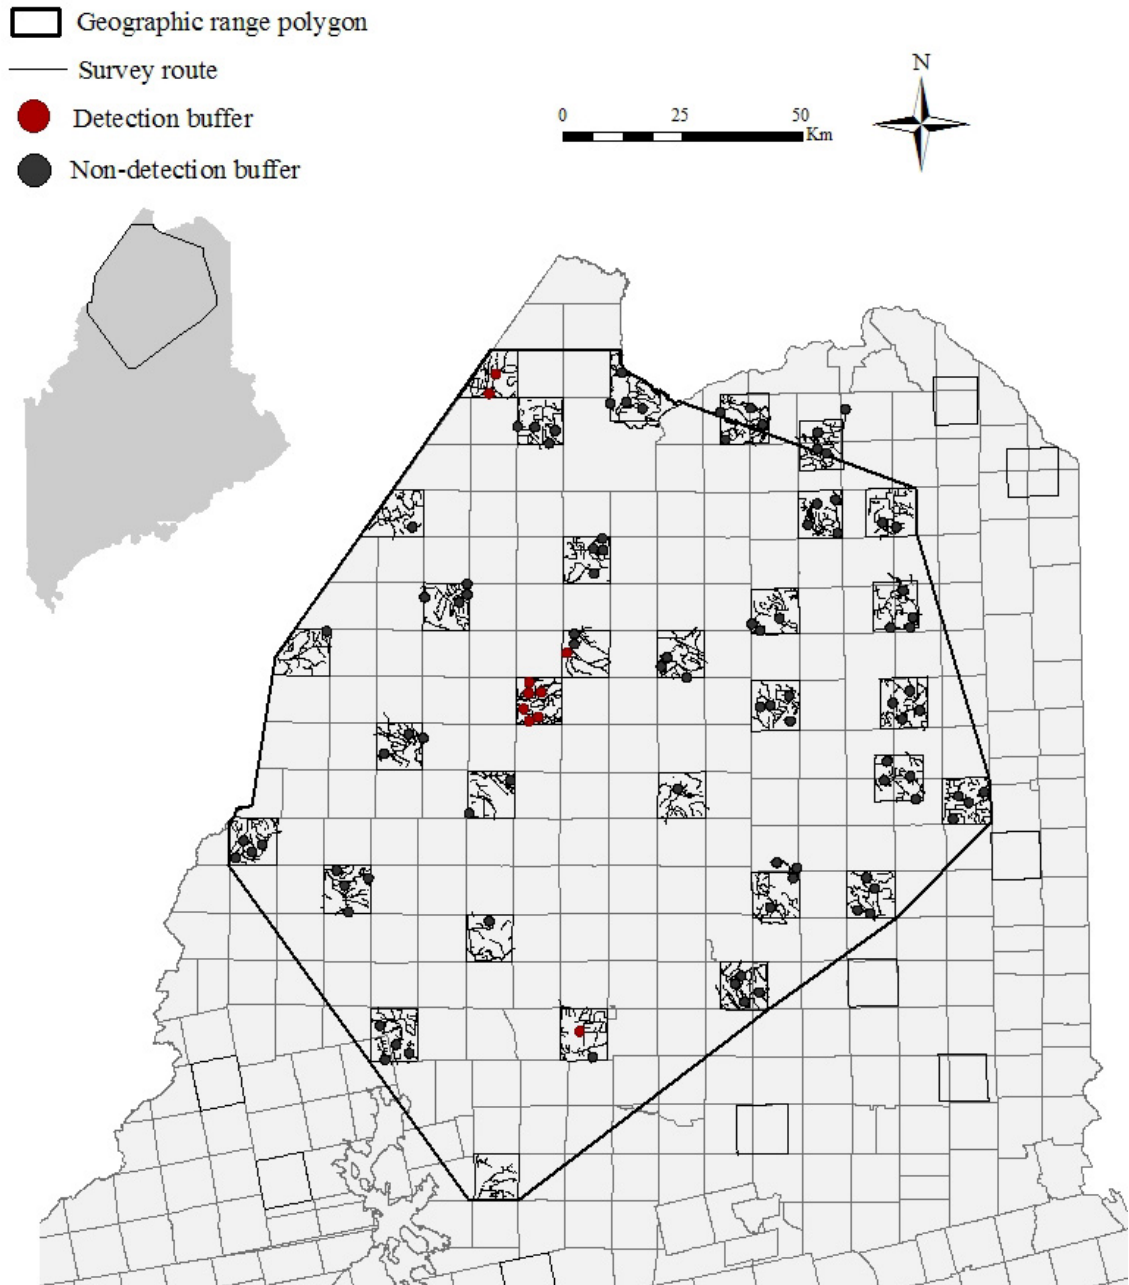 Geographic range polygon
Survey route
Detection buffer
Non-detection buffer
N
0 25 50
Km